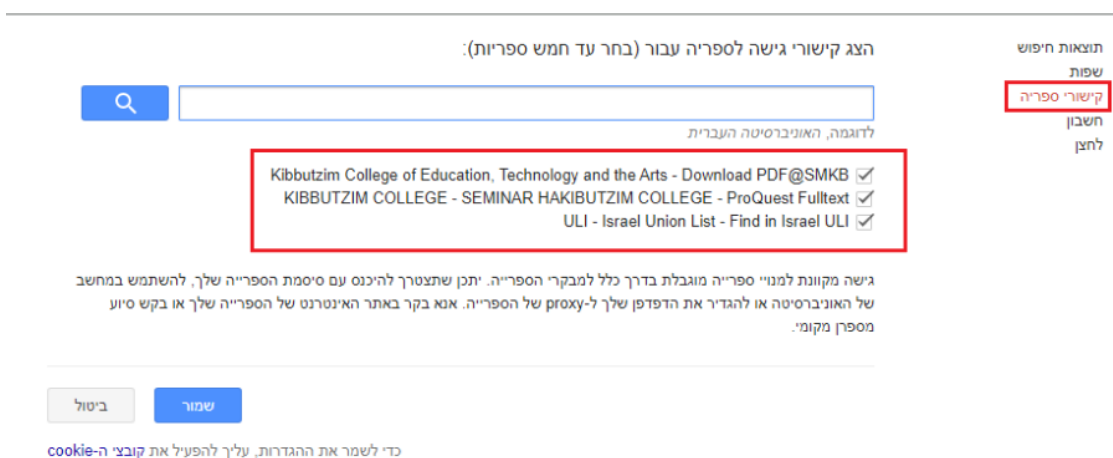 תוצאות חיפוש
שפות
קישורי ספריה
חשבון
לחצן
הצג קישורי גישה לספריה עבור (בחר עד חמש ספריות):
לדוגמה, האוניברסיטה העברית
Kibbutzim College of Education, Technology and the Arts - Download PDF@SMKB
KIBBUTZIM COLLEGE - SEMINAR HAKIBUTZIM COLLEGE - ProQuest Fulltext
ULI - Israel Union List - Find in Israel ULI
גישה מקוונת למנויי ספרייה מוגבלת בדרך כלל למבקרי הספרייה. יתכן שתצטרך להיכנס עם סיסמת הספרייה שלך, להשתמש במחשב
של האוניברסיטה או להגדיר את הדפדפן שלך ל-proxy של הספרייה. אנא בקר באתר האינטרנט של הספרייה שלך או בקש סיוע
מספרן מקומי.
שמור
ביטול
כדי לשמר את ההגדרות, עליך להפעיל את קובצי ה-cookie